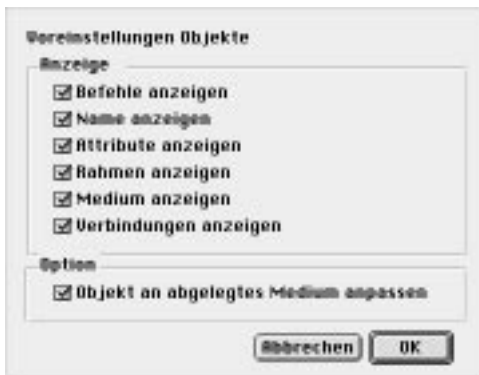 Voreinstellungen Objekte
Anzeige
Befehle anzeigen
Name anzeigen
Attribute anzeigen
Rahmen anzeigen
Medium anzeigen
Verbindungen anzeigen
Option
Objekt an abgelegtes Medium anpassen
Abbrechen OK